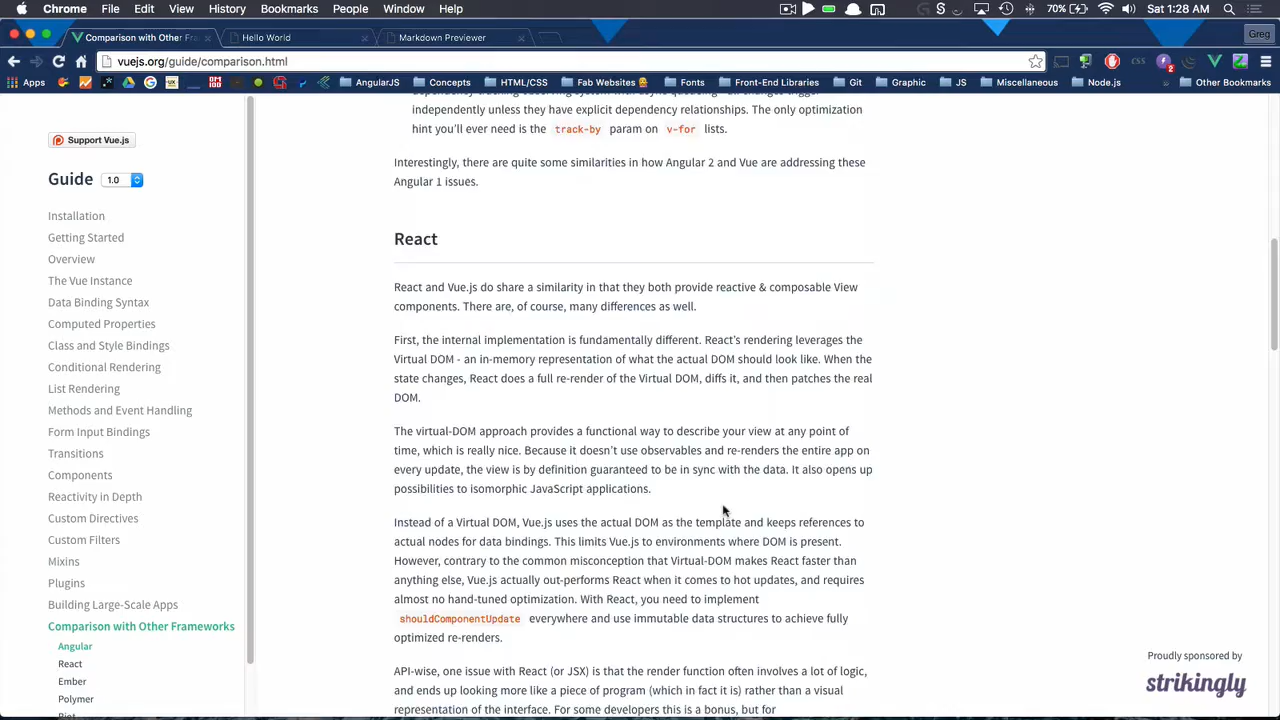 Chrome File Edit View History Bookmarks People Window Help 70% Sat 1:28 AM
Comparison with Other Fra Hello World Markdown Previewer Greg
vuejs.org/guide/comparison.html
Apps AngularJS Concepts HTML/CSS Fab Websites Fonts Front-End Libraries Git Graphic JS Miscellaneous Node.js » Other Bookmarks
independently unless they have explicit dependency relationships. The only optimization
hint you'll ever need is the track-by param on v-for lists.
Interestingly, there are quite some similarities in how Angular 2 and Vue are addressing these
Angular 1 issues.
React
React and Vue.js do share a similarity in that they both provide reactive & composable View
components. There are, of course, many differences as well.
First, the internal implementation is fundamentally different. React's rendering leverages the
Virtual DOM - an in-memory representation of what the actual DOM should look like. When the
state changes, React does a full re-render of the Virtual DOM, diffs it, and then patches the real
DOM.
The virtual-DOM approach provides a functional way to describe your view at any point of
time, which is really nice. Because it doesn't use observables and re-renders the entire app on
every update, the view is by definition guaranteed to be in sync with the data. It also opens up
possibilities to isomorphic JavaScript applications.
Instead of a Virtual DOM, Vue.js uses the actual DOM as the template and keeps references to
actual nodes for data bindings. This limits Vue.js to environments where DOM is present.
However, contrary to the common misconception that Virtual-DOM makes React faster than
anything else, Vue.js actually out-performs React when it comes to hot updates, and requires
almost no hand-tuned optimization. With React, you need to implement
shouldComponentUpdate everywhere and use immutable data structures to achieve fully
optimized re-renders.
API-wise, one issue with React (or JSX) is that the render function often involves a lot of logic,
and ends up looking more like a piece of program (which in fact it is) rather than a visual
representation of the interface. For some developers this is a bonus, but for
Support Vue.js
Guide 1.0
Installation
Getting Started
Overview
The Vue Instance
Data Binding Syntax
Computed Properties
Class and Style Bindings
Conditional Rendering
List Rendering
Methods and Event Handling
Form Input Bindings
Transitions
Components
Reactivity in Depth
Custom Directives
Custom Filters
Mixins
Plugins
Building Large-Scale Apps
Comparison with Other Frameworks
Angular
React
Ember
Polymer
Riot
Proudly sponsored by
strikingly